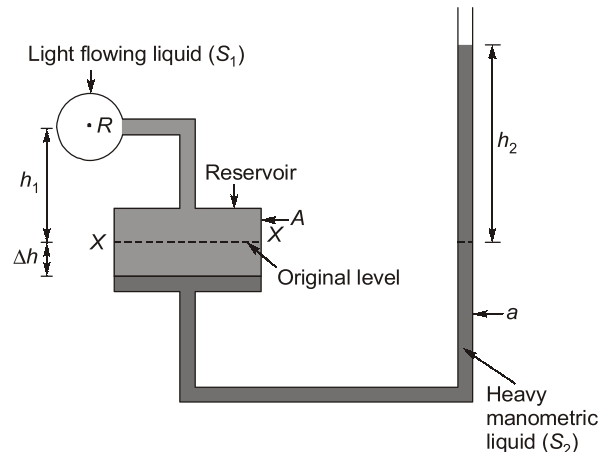 Light flowing liquid (S₁)
R
h₁
h₂
Reservoir
A
X
X
Δh
Original level
a
Heavy
manometric
liquid (S₂)